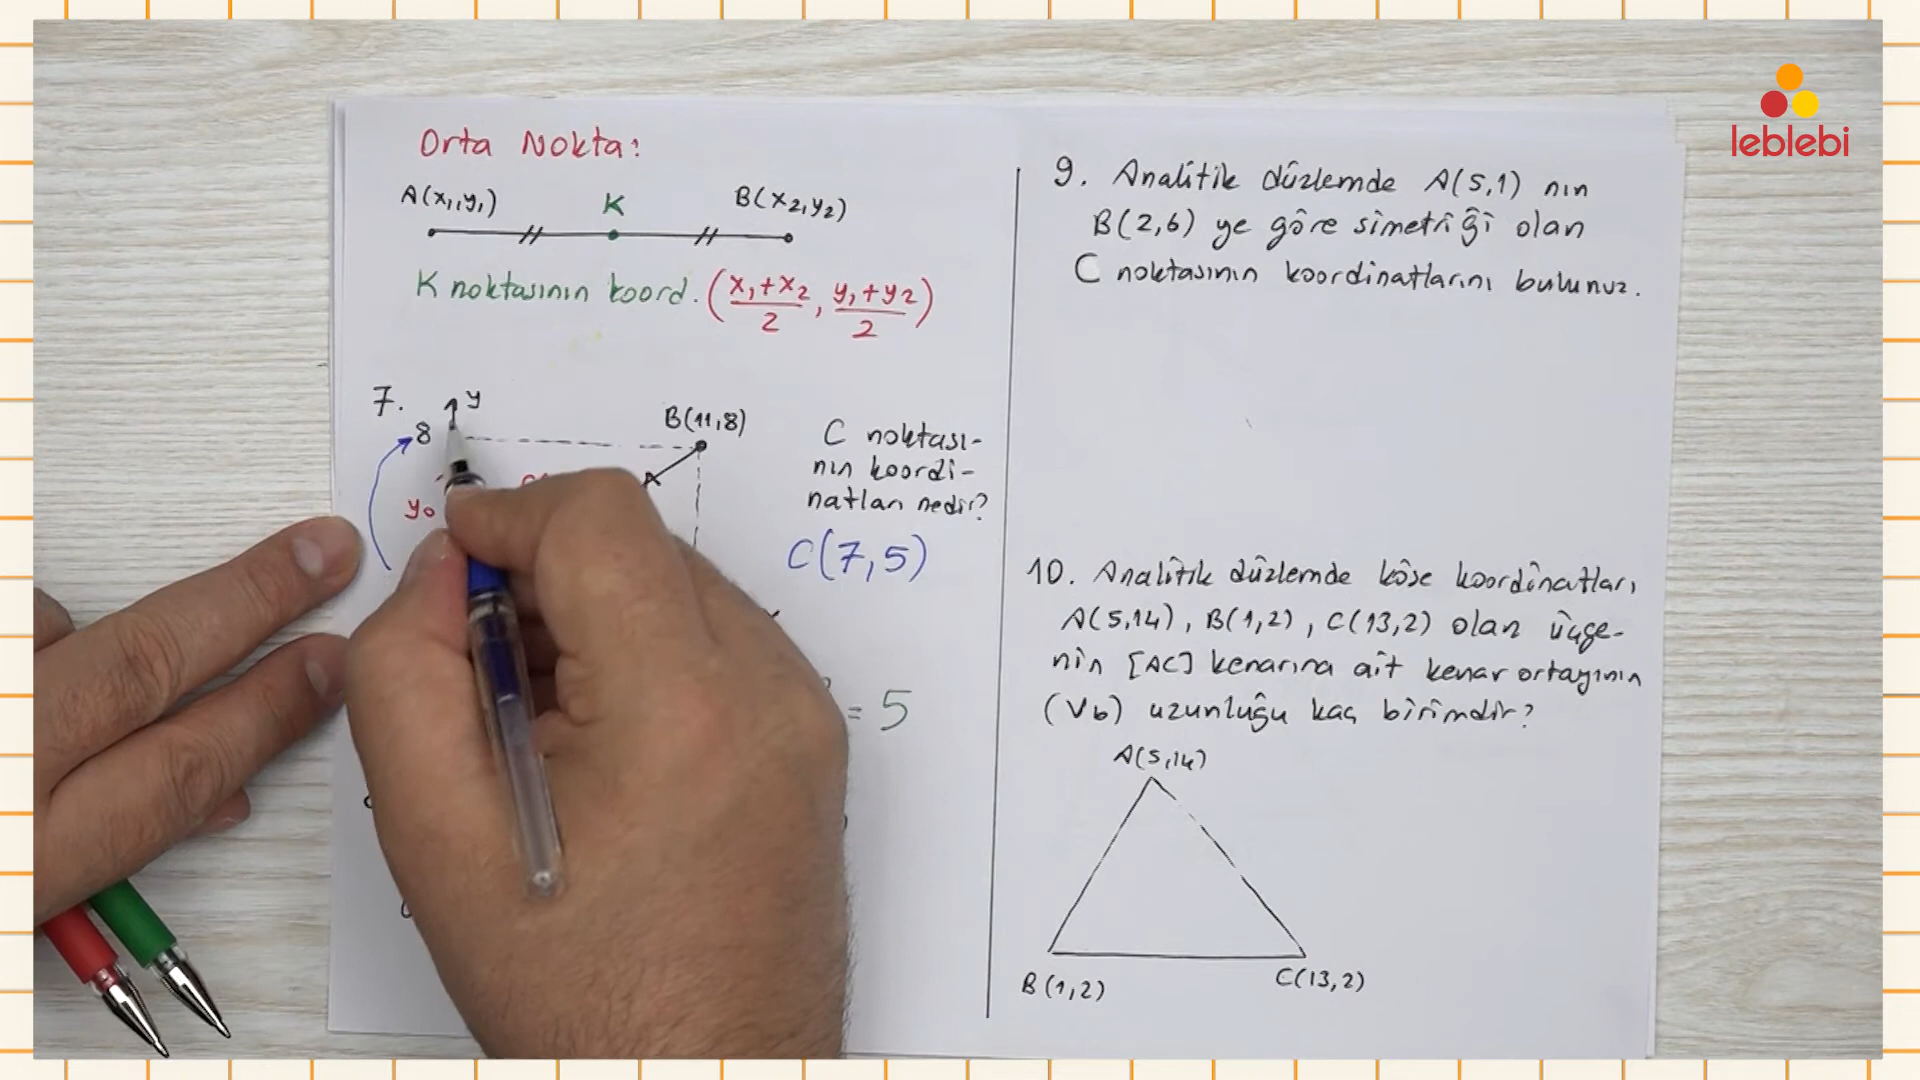 leblebi
Orta Nokta:
A(x₁,y₁) K B(x₂,y₂)
K noktasının koord. (x₁+x₂/2, y₁+y₂/2)
7.
y
8
B(11,8)
y₀
C noktası-
nın koordi-
natları nedir?
C(7,5)
= 5
9. Analitik düzlemde A(5,1) nın
B(2,6) ye göre simetriği olan
C noktasının koordinatlarını bulunuz.
10. Analitik düzlemde köşe koordinatları
A(5,14), B(1,2), C(13,2) olan üçge-
nin [AC] kenarına ait kenarortayının
(Vb) uzunluğu kaç birimdir?
A(5,14)
B(1,2)
C(13,2)